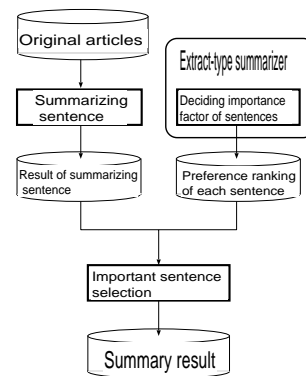 Original articles
Extract-type summarizer
Summarizing
sentence
Deciding importance
factor of sentences
Result of summarizing
sentence
Preference ranking
of each sentence
Important sentence
selection
Summary result